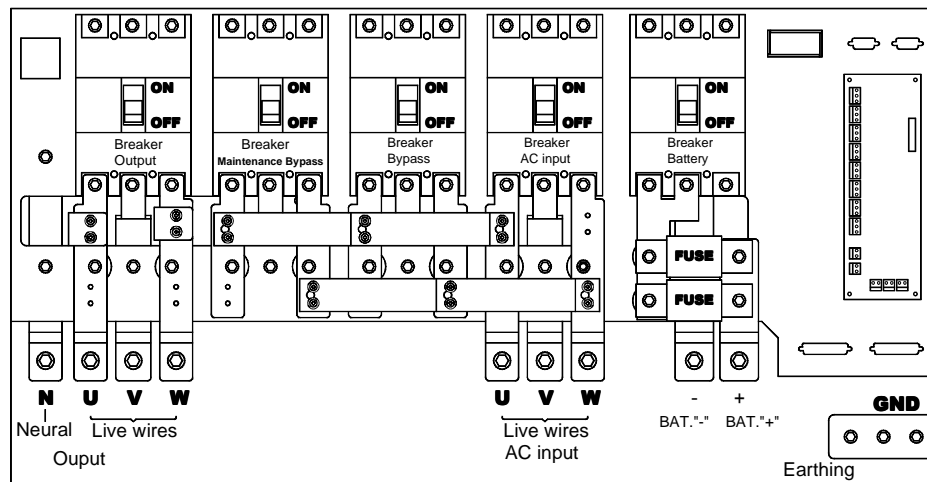 ON ON ON ON ON
OFF OFF OFF OFF OFF
Breaker Breaker Breaker Breaker Breaker
Output Maintenance Bypass Bypass AC input Battery
FUSE
FUSE
N U V W U V W - +
GND
Neural Live wires Live wires BAT."-" BAT."+"
Ouput AC input
Earthing